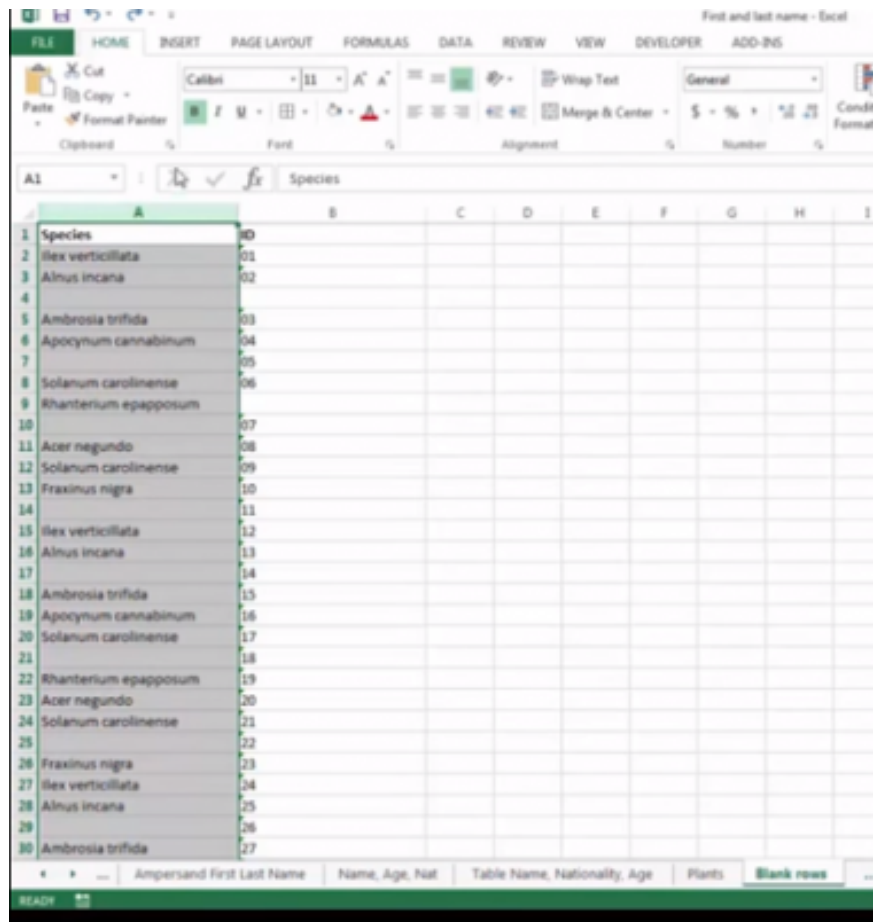 First and last name - Excel
FILE HOME INSERT PAGE LAYOUT FORMULAS DATA REVIEW VIEW DEVELOPER ADD-INS
Cut
Copy
Paste
Format Painter
Calibri 11
B I U
Wrap Text
Merge & Center
General
$ %
Clipboard Font Alignment Number
A1 fx Species
A B C D E F G H I
1 Species ID
2 Ilex verticillata 01
3 Alnus incana 02
4
5 Ambrosia trifida 03
6 Apocynum cannabinum 04
7 05
8 Solanum carolinense 06
9 Rhanterium epapposum
10 07
11 Acer negundo 08
12 Solanum carolinense 09
13 Fraxinus nigra 10
14 11
15 Ilex verticillata 12
16 Alnus incana 13
17 14
18 Ambrosia trifida 15
19 Apocynum cannabinum 16
20 Solanum carolinense 17
21 18
22 Rhanterium epapposum 19
23 Acer negundo 20
24 Solanum carolinense 21
25 22
26 Fraxinus nigra 23
27 Ilex verticillata 24
28 Alnus incana 25
29 26
30 Ambrosia trifida 27
... Ampersand First Last Name Name, Age, Nat Table Name, Nationality, Age Plants Blank rows ...
READY